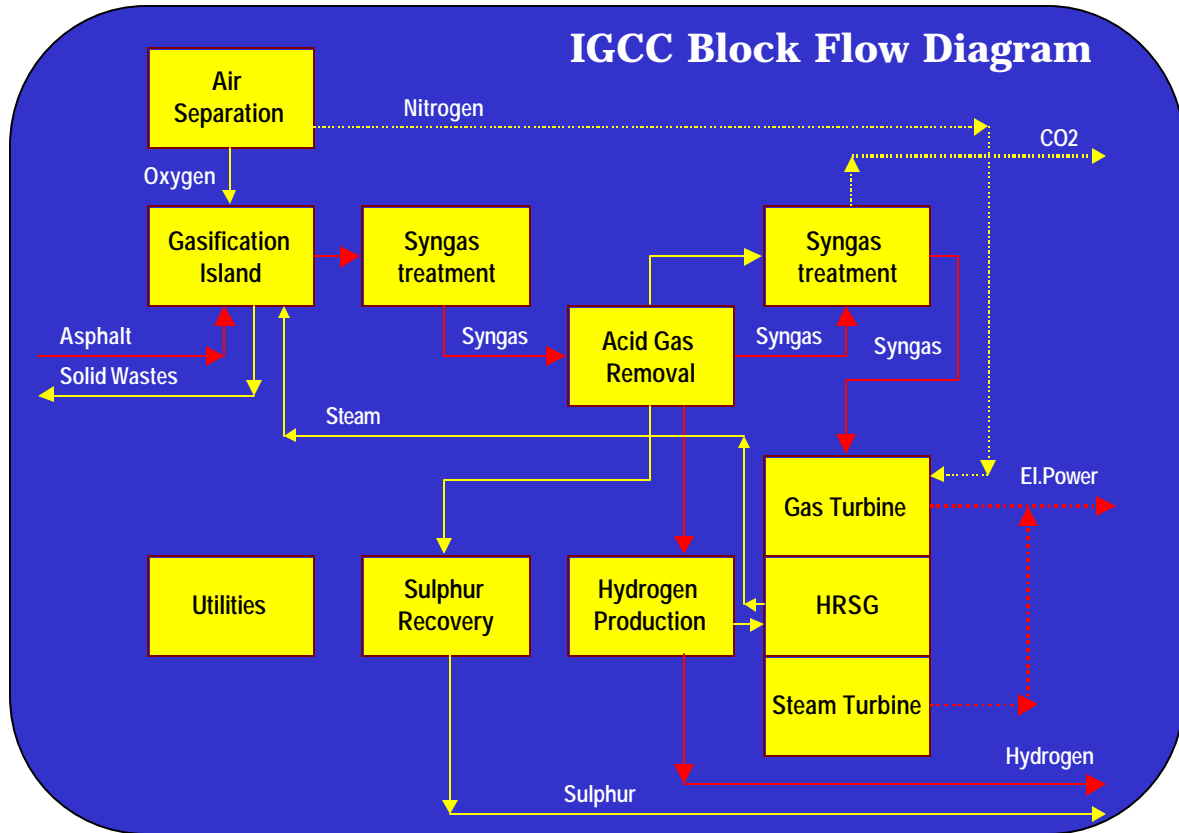 IGCC Block Flow Diagram
Air
Separation
Nitrogen
CO2
Oxygen
Gasification
Island
Syngas
treatment
Syngas
treatment
Asphalt
Solid Wastes
Syngas
Acid Gas
Removal
Syngas
Syngas
Steam
Gas Turbine
El.Power
Utilities
Sulphur
Recovery
Hydrogen
Production
HRSG
Steam Turbine
Hydrogen
Sulphur